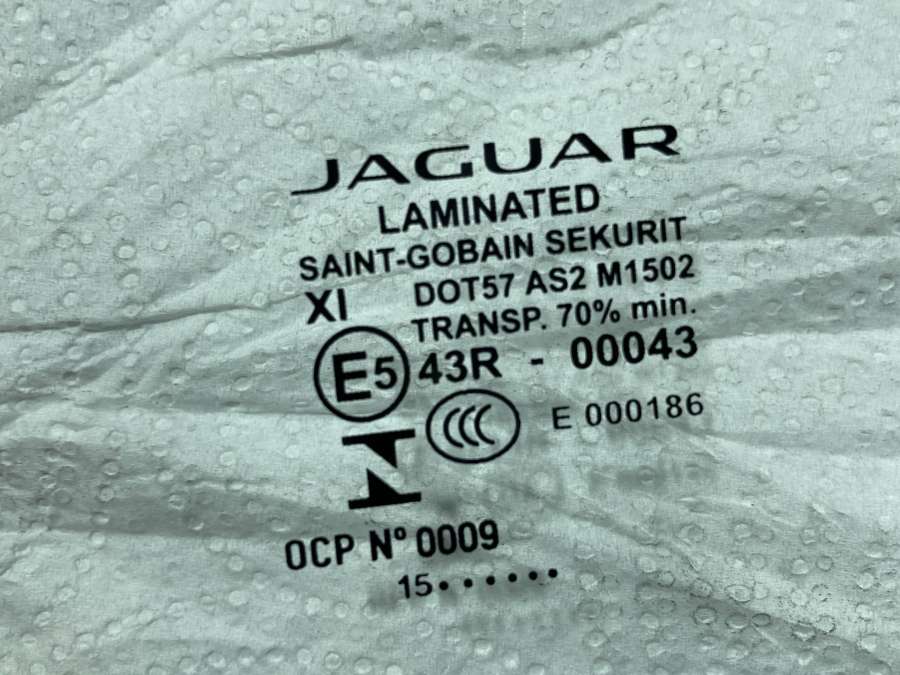 JAGUAR
LAMINATED
SAINT-GOBAIN SEKURIT
XI DOT57 AS2 M1502
TRANSP. 70% min.
E5 43R - 00043
CCC E 000186
OCP Nº 0009
15••••••